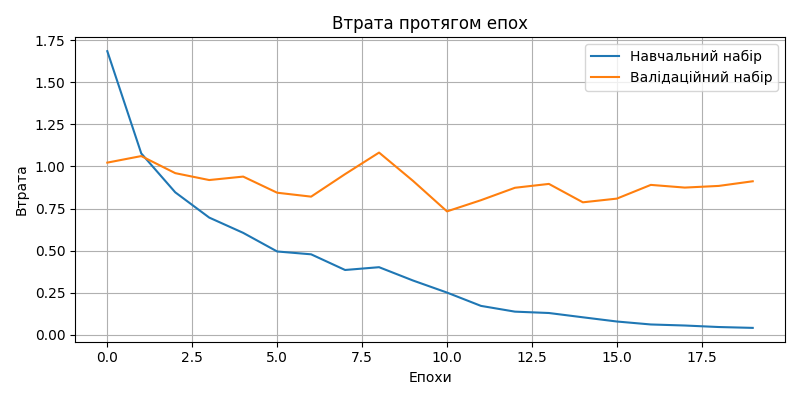 Втрата протягом епох
Втрата
1.75
1.50
1.25
1.00
0.75
0.50
0.25
0.00
Навчальний набір
Валідаційний набір
0.0 2.5 5.0 7.5 10.0 12.5 15.0 17.5
Епохи